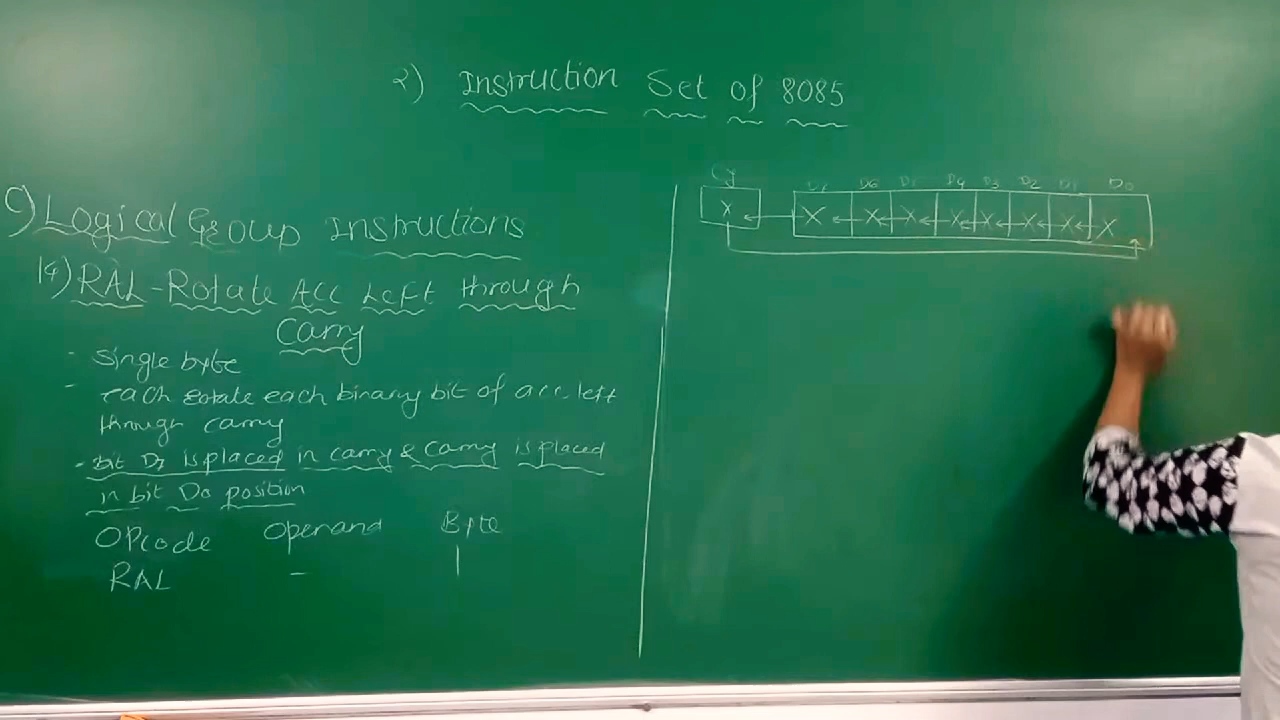 2) Instruction Set of 8085
C) Logical Group Instructions
14) RAL - Rotate Acc Left through
Carry
- Single byte
- each rotate each binary bit of acc left
through carry
- bit D7 is placed in carry & carry is placed
in bit D0 position
OPcode Operand Byte
RAL - 1
Cy D7 D6 D5 D4 D3 D2 D1 D0
X X X X X X X X X